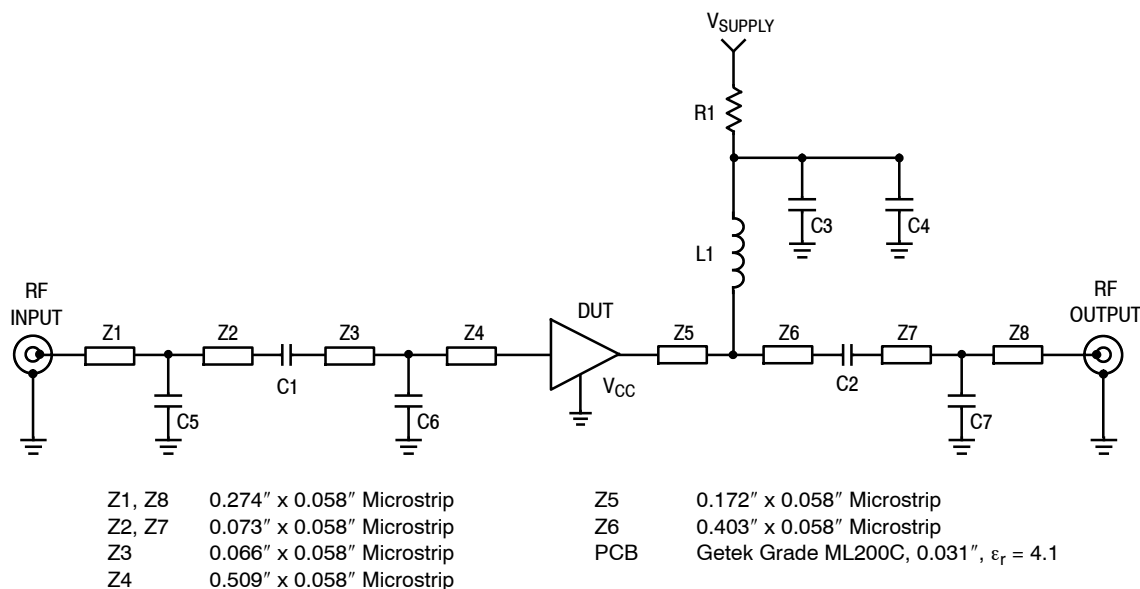 V_SUPPLY
R1
C3
C4
L1
RF
INPUT
Z1
Z2
Z3
Z4
DUT
Z5
Z6
Z7
Z8
RF
OUTPUT
C1
V_CC
C2
C5
C6
C7
Z1, Z8 0.274″ x 0.058″ Microstrip
Z2, Z7 0.073″ x 0.058″ Microstrip
Z3 0.066″ x 0.058″ Microstrip
Z4 0.509″ x 0.058″ Microstrip
Z5 0.172″ x 0.058″ Microstrip
Z6 0.403″ x 0.058″ Microstrip
PCB Getek Grade ML200C, 0.031″, ε_r = 4.1